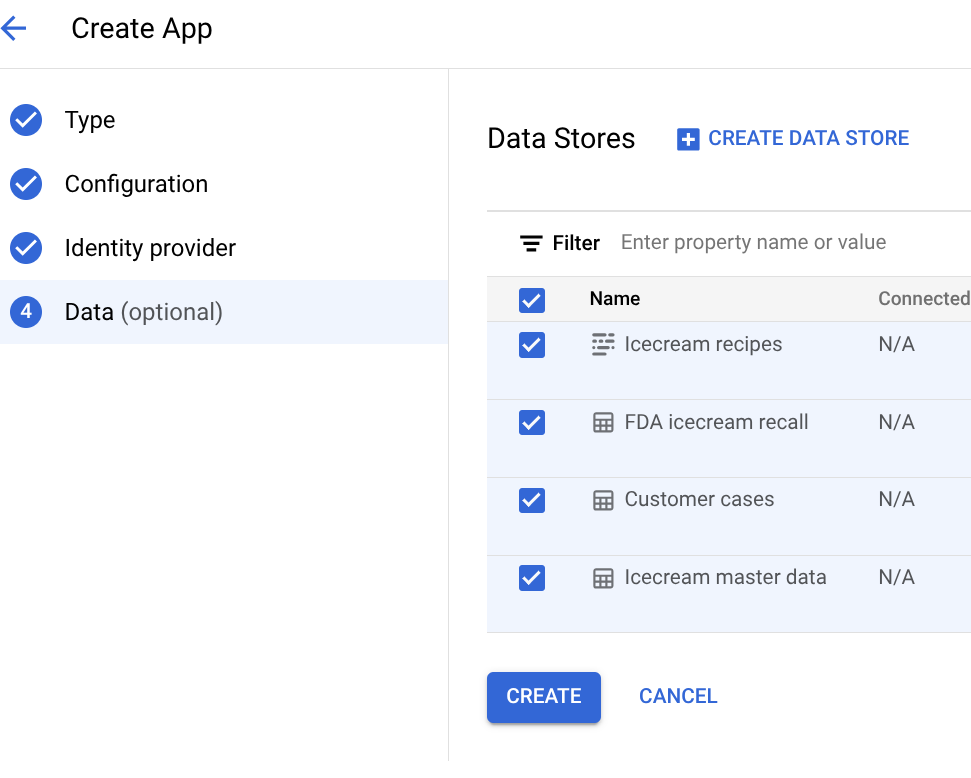 Create App
Type
Configuration
Identity provider
4 Data (optional)
Data Stores CREATE DATA STORE
Filter Enter property name or value
Name Connected
Icecream recipes N/A
FDA icecream recall N/A
Customer cases N/A
Icecream master data N/A
CREATE CANCEL